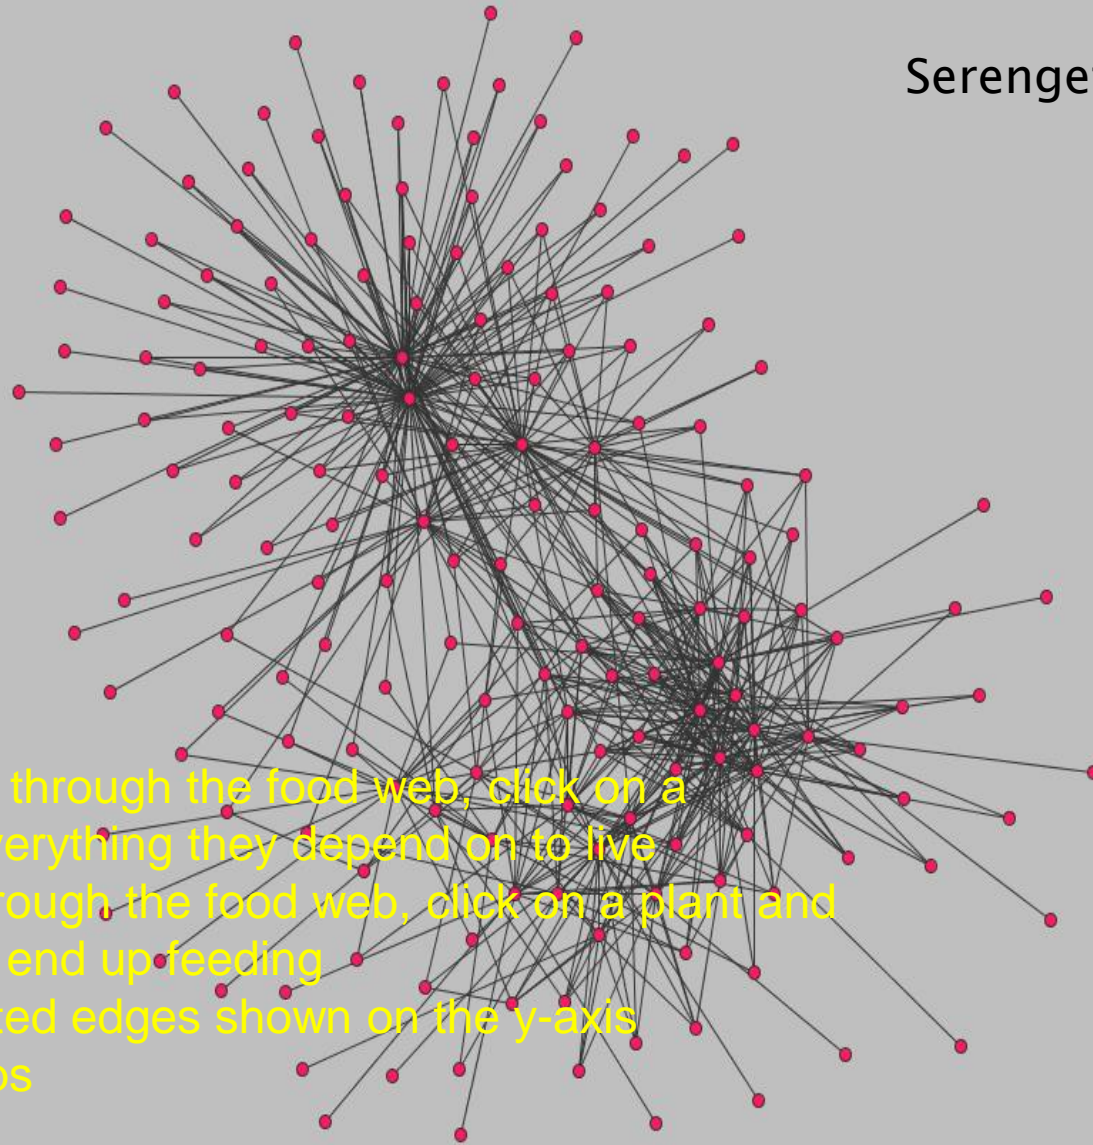 Serenge
through the food web, click on a
verything they depend on to live
rough the food web, click on a plant and
end up feeding
ted edges shown on the y-axis
os